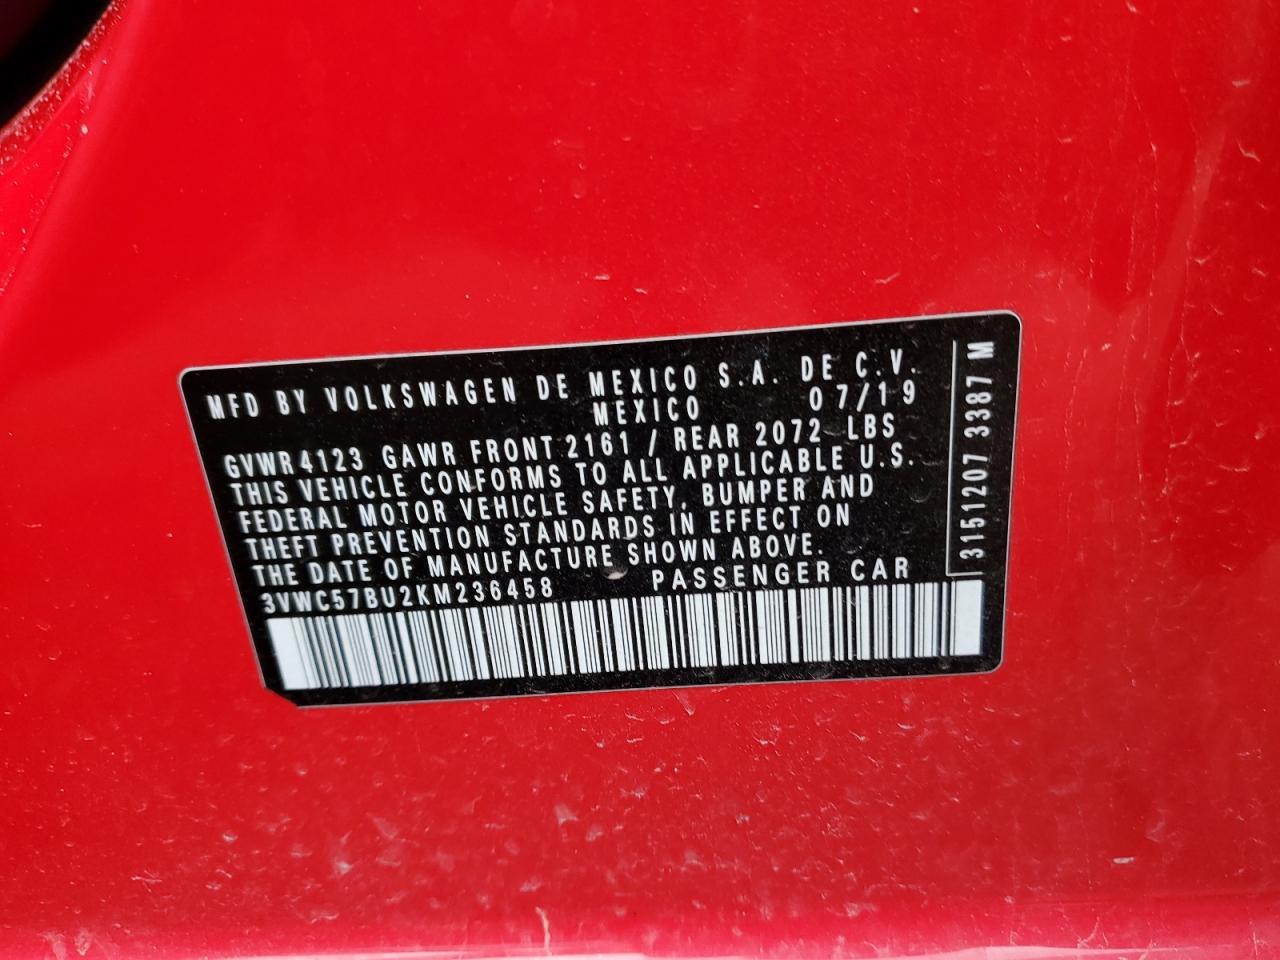 MFD BY VOLKSWAGEN DE MEXICO S.A. DE C.V.
MEXICO 07/19
GVWR 4123 GAWR FRONT 2161 / REAR 2072 LBS
THIS VEHICLE CONFORMS TO ALL APPLICABLE U.S.
FEDERAL MOTOR VEHICLE SAFETY, BUMPER AND
THEFT PREVENTION STANDARDS IN EFFECT ON
THE DATE OF MANUFACTURE SHOWN ABOVE.
3VWC57BU2KM236458 PASSENGER CAR
3151207 3387 M